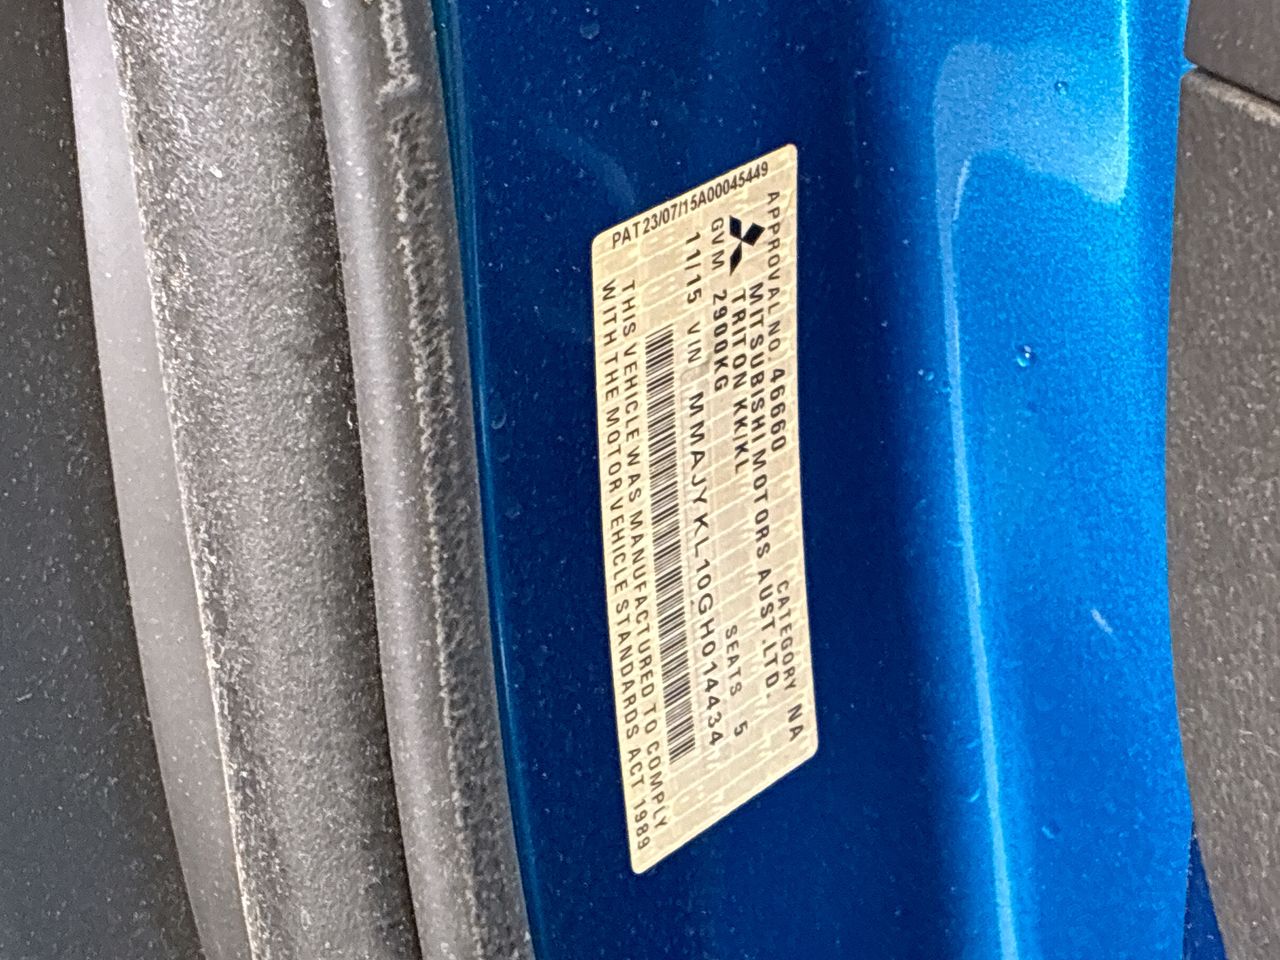 APPROVAL NO. 46660 CATEGORY NA
MITSUBISHI MOTORS AUST.LTD.
TRITON KK/KL
GVM 2900KG SEATS 5
11/15 VIN MMAJYKL10GH014434
THIS VEHICLE WAS MANUFACTURED TO COMPLY
WITH THE MOTOR VEHICLE STANDARDS ACT 1989
PAT23/07/15A00045449